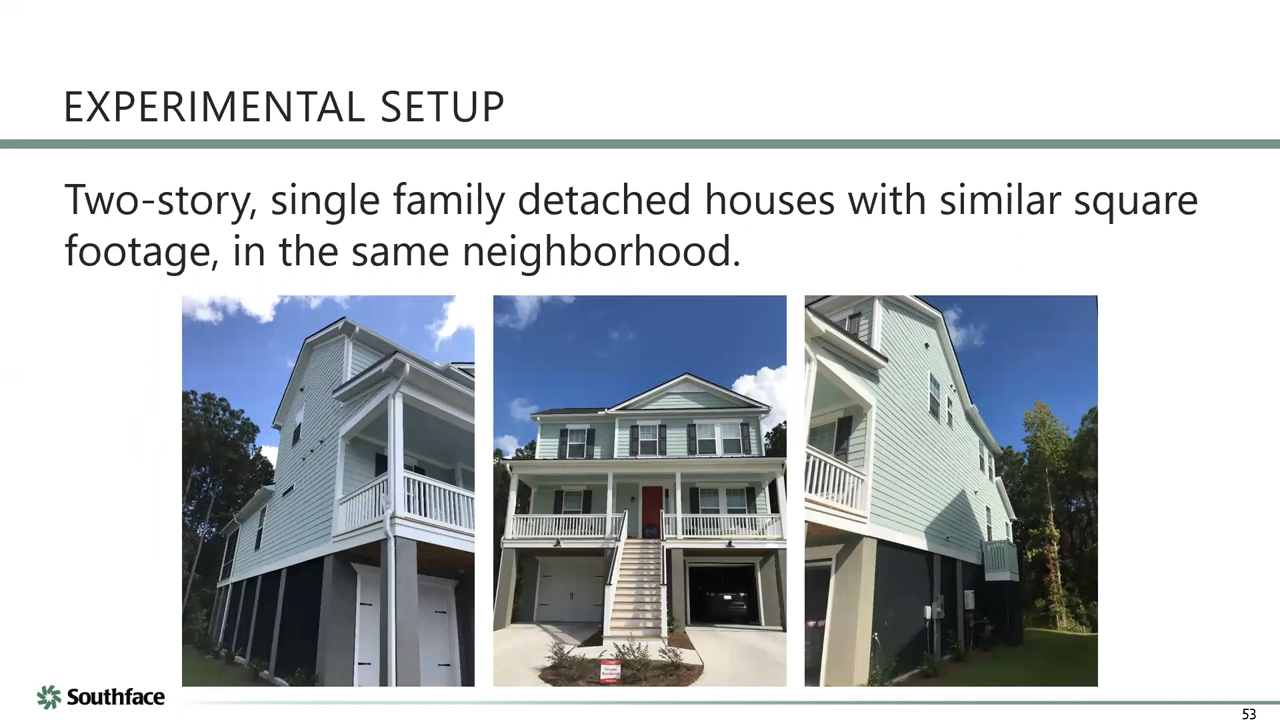 EXPERIMENTAL SETUP
Two-story, single family detached houses with similar square
footage, in the same neighborhood.
Southface
53